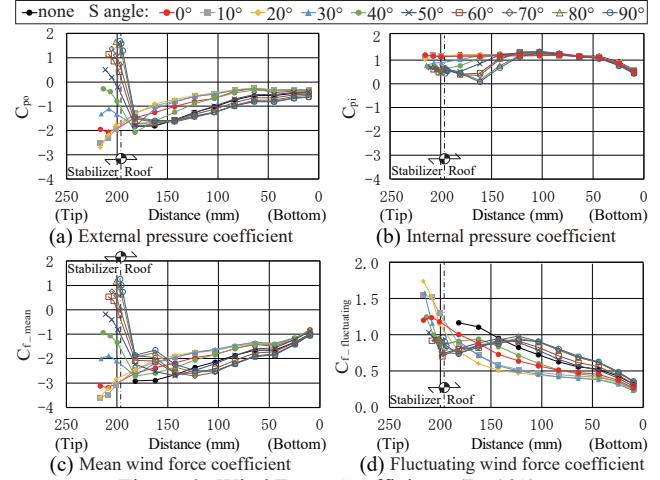 none S angle: 0° 10° 20° 30° 40° 50° 60° 70° 80° 90°
2
1
0
−1
−2
−3
−4
C po
Stabilizer Roof
250 200 150 100 50 0
(Tip) Distance (mm) (Bottom)
(a) External pressure coefficient
2
1
0
1
−1
−2
−3
−4
C pi
Stabilizer Roof
250 200 150 100 50 0
(Tip) Distance (mm) (Bottom)
(b) Internal pressure coefficient
2
1
0
−1
−2
−3
−4
C f_mean
Stabilizer Roof
250 200 150 100 50 0
(Tip) Distance (mm) (Bottom)
(c) Mean wind force coefficient
2.0
1.5
1.0
0.5
0.0
C f_fluctuating
Stabilizer Roof
250 200 150 100 50 0
(Tip) Distance (mm) (Bottom)
(d) Fluctuating wind force coefficient